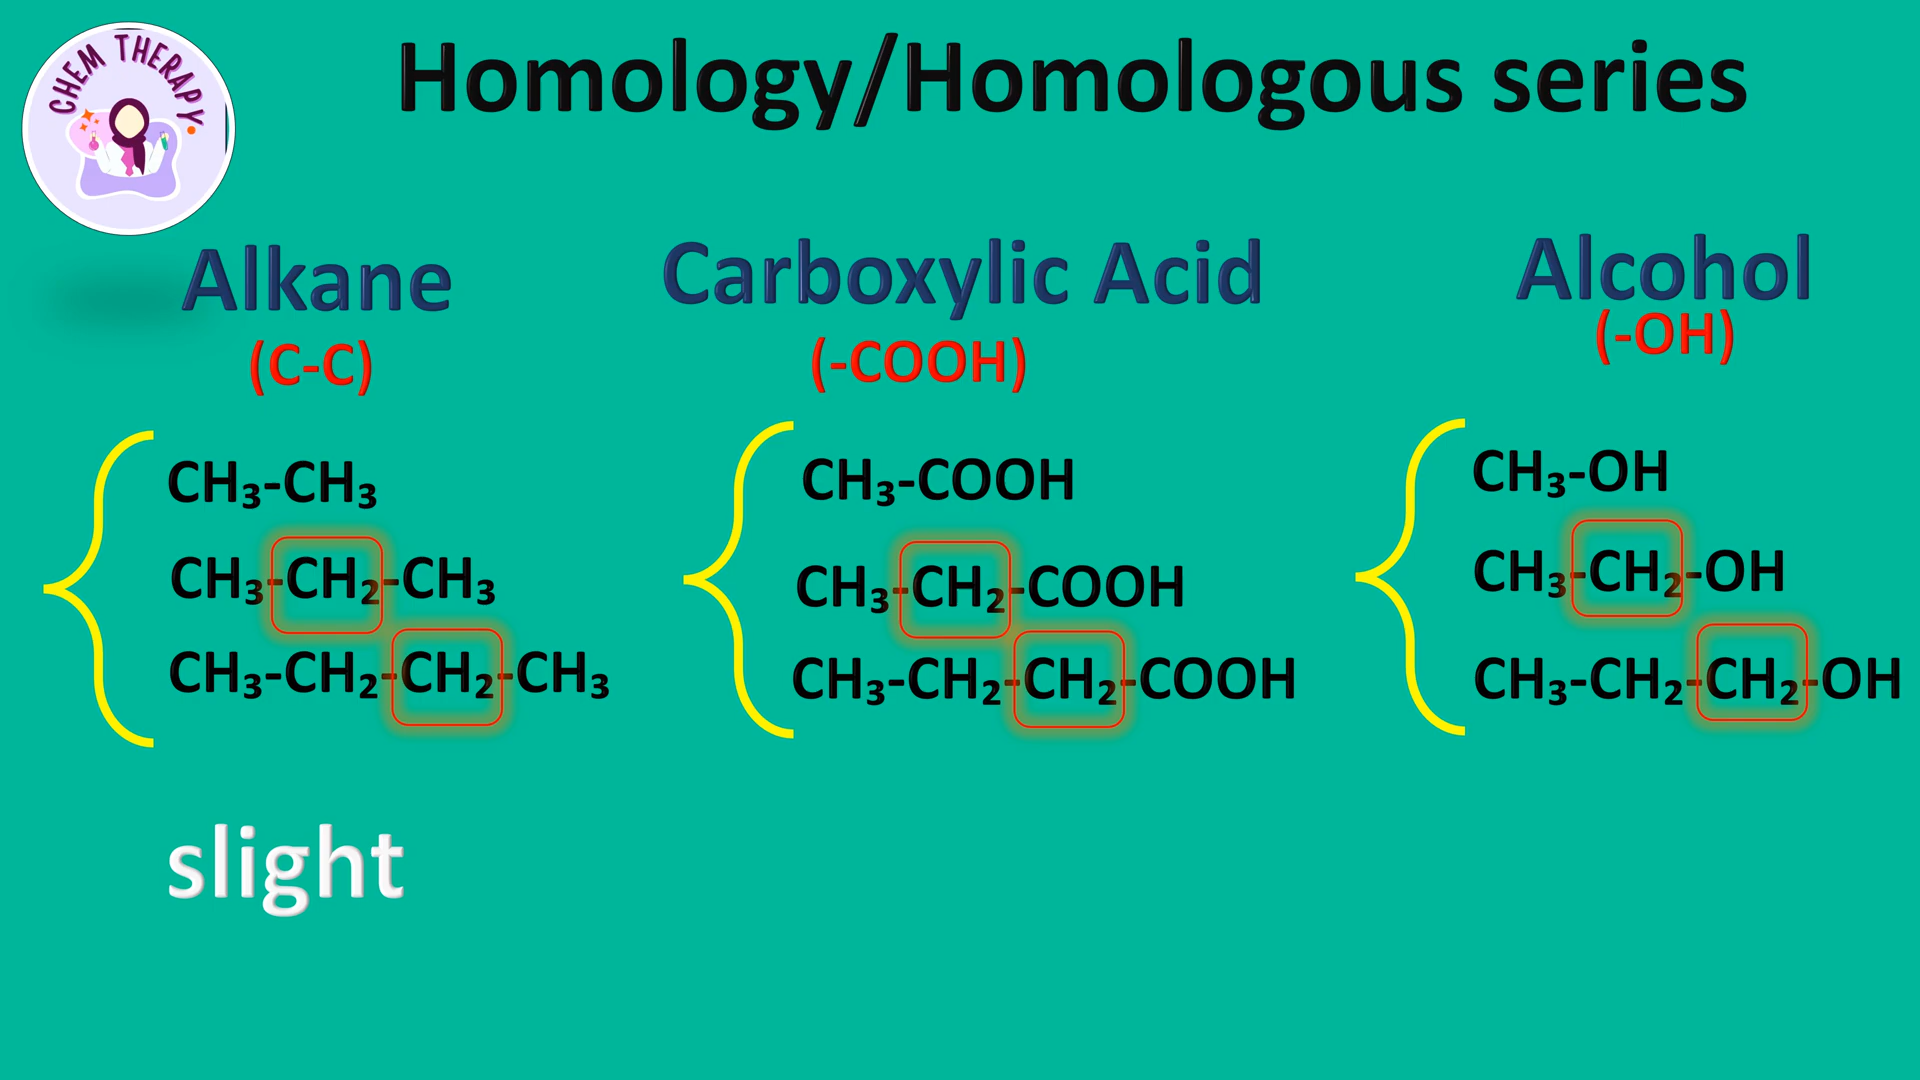 CHEM THERAPY
Homology/Homologous series
Alkane
(C-C)
CH₃-CH₃
CH₃-CH₂-CH₃
CH₃-CH₂-CH₂-CH₃
Carboxylic Acid
(-COOH)
CH₃-COOH
CH₃-CH₂-COOH
CH₃-CH₂-CH₂-COOH
Alcohol
(-OH)
CH₃-OH
CH₃-CH₂-OH
CH₃-CH₂-CH₂-OH
slight